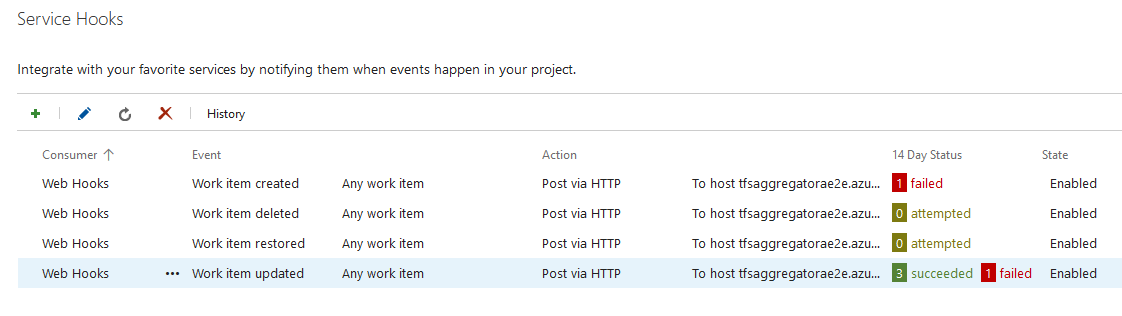 Service Hooks
Integrate with your favorite services by notifying them when events happen in your project.
History
Consumer Event Action 14 Day Status State
Web Hooks Work item created Any work item Post via HTTP To host tfsaggregatorae2e.azu... 1 failed Enabled
Web Hooks Work item deleted Any work item Post via HTTP To host tfsaggregatorae2e.azu... 0 attempted Enabled
Web Hooks Work item restored Any work item Post via HTTP To host tfsaggregatorae2e.azu... 0 attempted Enabled
Web Hooks ... Work item updated Any work item Post via HTTP To host tfsaggregatorae2e.azu... 3 succeeded 1 failed Enabled